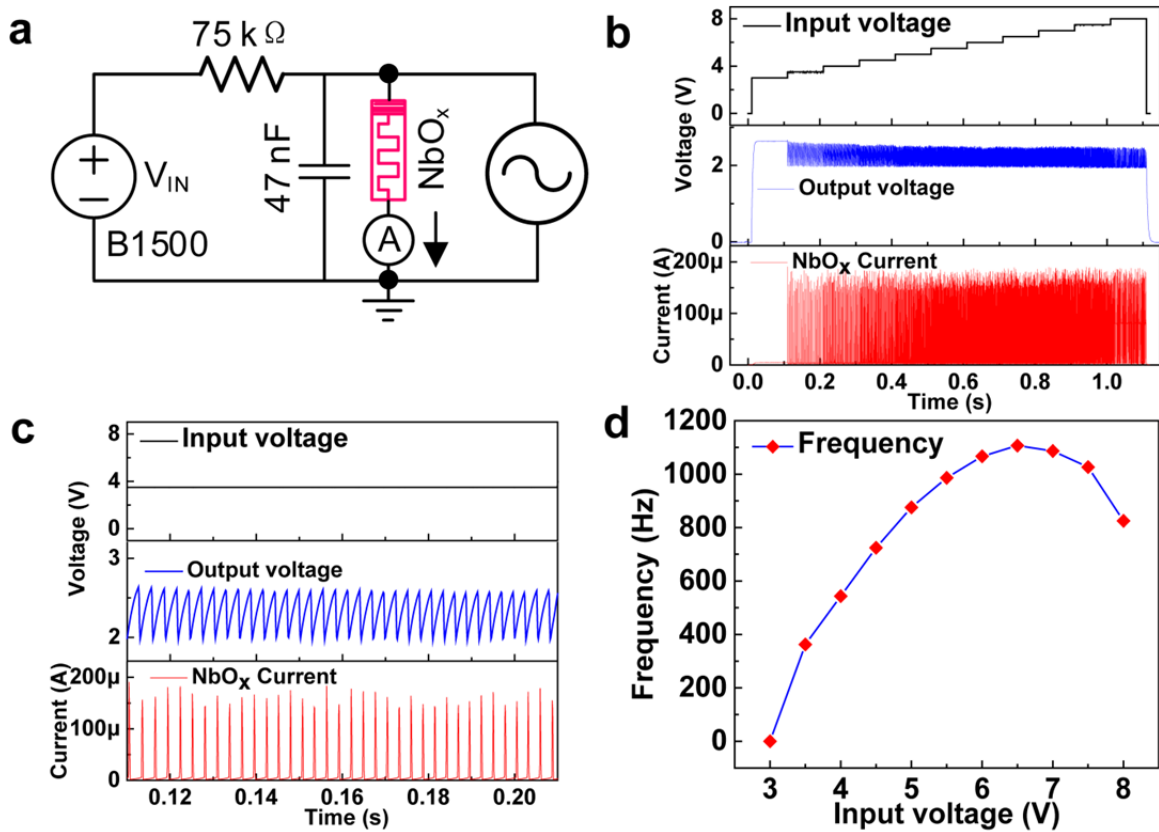 a
75 k Ω
V_IN
B1500
47 nF
NbO_x
A
b
Input voltage
8
4
0
Voltage (V)
2
0
Output voltage
200μ
100μ
0
Current (A)
NbO_x Current
0.0 0.2 0.4 0.6 0.8 1.0
Time (s)
c
Input voltage
8
4
0
Voltage (V)
3
2
Output voltage
200μ
100μ
0
Current (A)
NbO_x Current
0.12 0.14 0.16 0.18 0.20
Time (s)
d
Frequency
1200
1000
800
600
400
200
0
Frequency (Hz)
3 4 5 6 7 8
Input voltage (V)